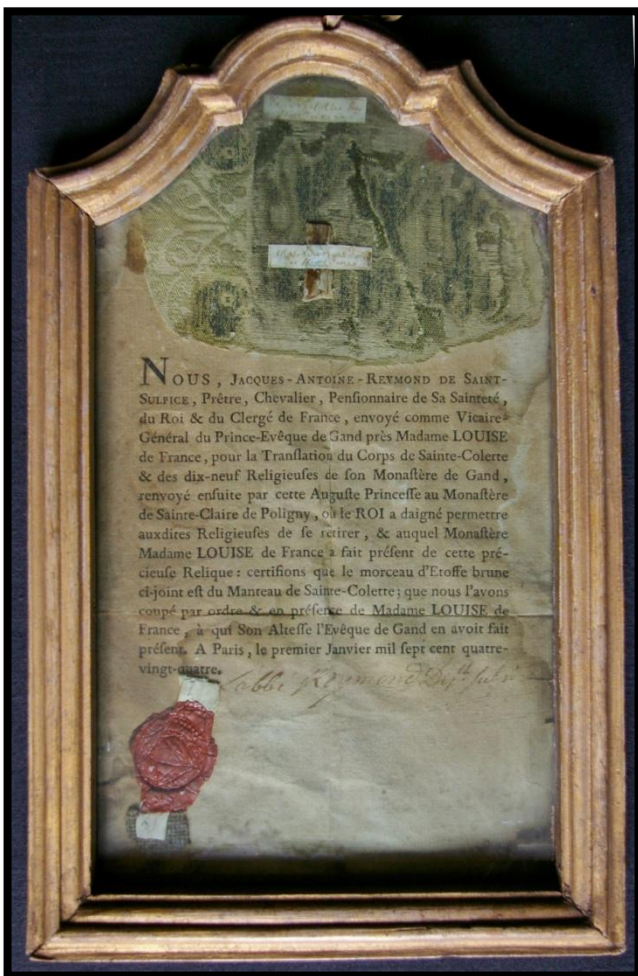 NOUS, JACQUES-ANTOINE-REYMOND DE SAINT-
SULPICE, Prêtre, Chevalier, Penſionnaire de Sa Sainteté,
du Roi & du Clergé de France, envoyé comme Vicaire-
Général du Prince-Evêque de Gand près Madame LOUISE
de France, pour la Tranſlation du Corps de Sainte-Colette
& des dix-neuf Religieuſes de ſon Monaſtère de Gand,
renvoyé enſuite par cette Auguſte Princeſſe au Monaſtère
de Sainte-Claire de Poligny, où le ROI a daigné permettre
auxdites Religieuſes de ſe retirer, & auquel Monaſtère
Madame LOUISE de France a fait préſent de cette pré-
cieuſe Relique: certifions que le morceau d'Etoffe brune
ci-joint eſt du Manteau de Sainte-Colette; que nous l'avons
coupé par ordre & en préſence de Madame LOUISE de
France, à qui Son Alteſſe l'Evêque de Gand en avoit fait
préſent. A Paris, le premier Janvier mil ſept cent quatre-
vingt-quatre.
l'abbé Reymond